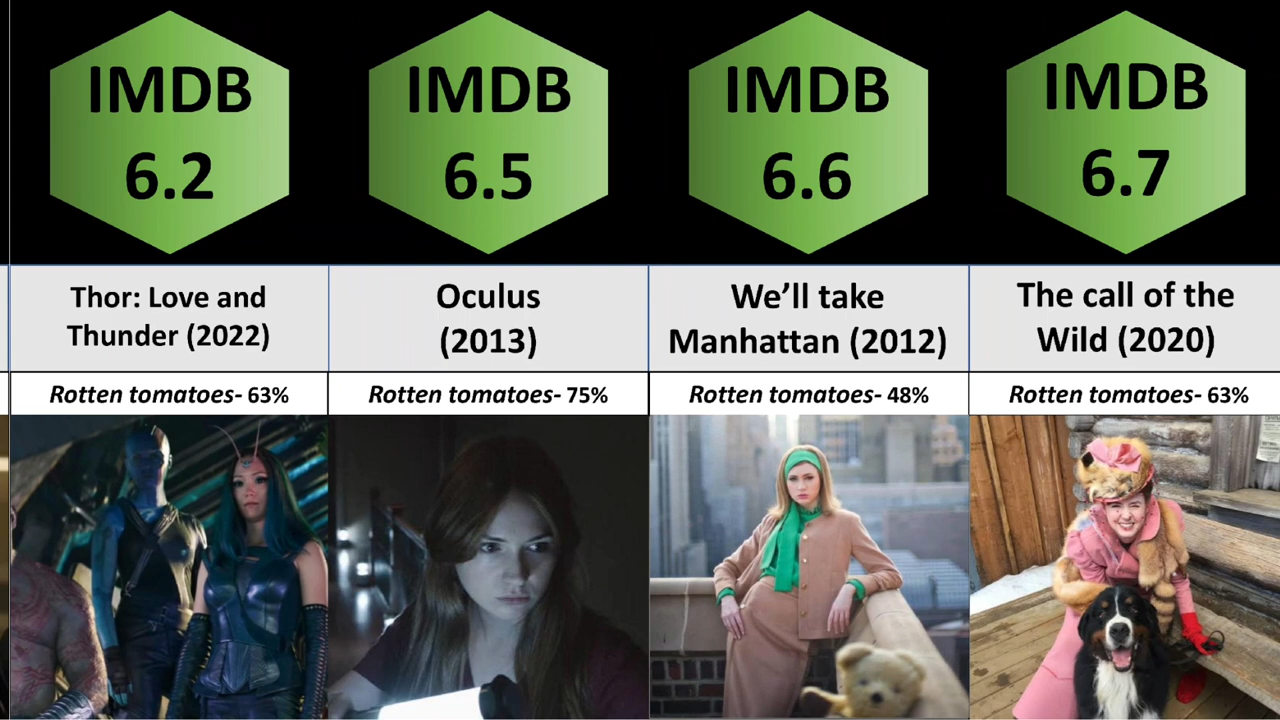 IMDB
6.2
IMDB
6.5
IMDB
6.6
IMDB
6.7
Thor: Love and
Thunder (2022)
Oculus
(2013)
We’ll take
Manhattan (2012)
The call of the
Wild (2020)
Rotten tomatoes- 63%
Rotten tomatoes- 75%
Rotten tomatoes- 48%
Rotten tomatoes- 63%